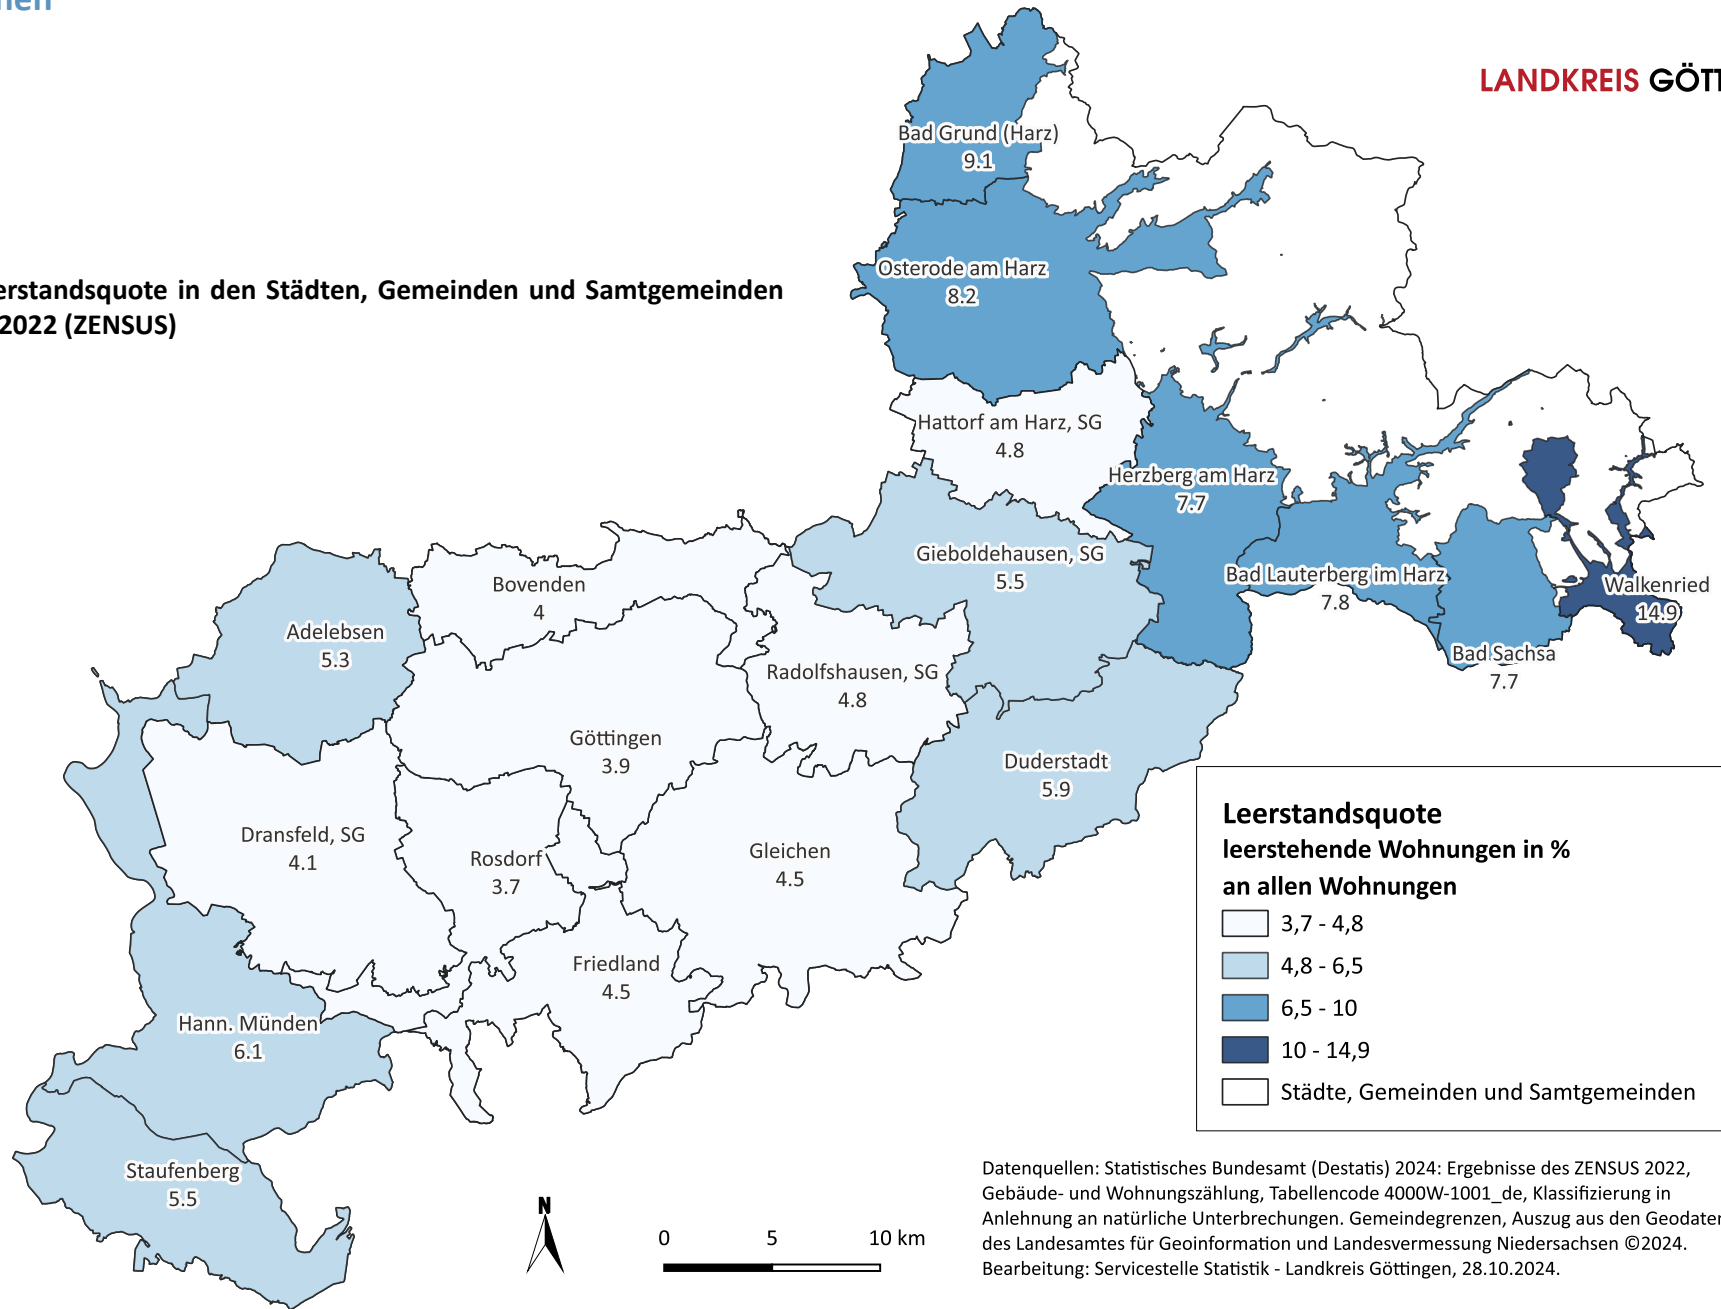 LANDKREIS
Leerstandsquote in den Städten, Gemeinden und Samtgemeinden
2022 (ZENSUS)
Bad Grund (Harz)
9.1
Osterode am Harz
8.2
Hattorf am Harz, SG
4.8
Herzberg am Harz
7.7
Gieboldehausen, SG
5.5
Bad Lauterberg im Harz
7.8
Walkenried
14.9
Bad Sachsa
7.7
Bovenden
4
Adelebsen
5.3
Radolfshausen, SG
4.8
Göttingen
3.9
Duderstadt
5.9
Dransfeld, SG
4.1
Rosdorf
3.7
Gleichen
4.5
Friedland
4.5
Hann. Münden
6.1
Staufenberg
5.5
Leerstandsquote
leerstehende Wohnungen in %
an allen Wohnungen
3,7 - 4,8
4,8 - 6,5
6,5 - 10
10 - 14,9
Städte, Gemeinden und Samtgemeinden
N
0 5 10 km
Datenquellen: Statistisches Bundesamt (Destatis) 2024: Ergebnisse des ZENSUS 2022,
Gebäude- und Wohnungszählung, Tabellencode 4000W-1001_de, Klassifizierung in
Anlehnung an natürliche Unterbrechungen. Gemeindegrenzen, Auszug aus den Geodaten
des Landesamtes für Geoinformation und Landesvermessung Niedersachsen ©2024.
Bearbeitung: Servicestelle Statistik - Landkreis Göttingen, 28.10.2024.